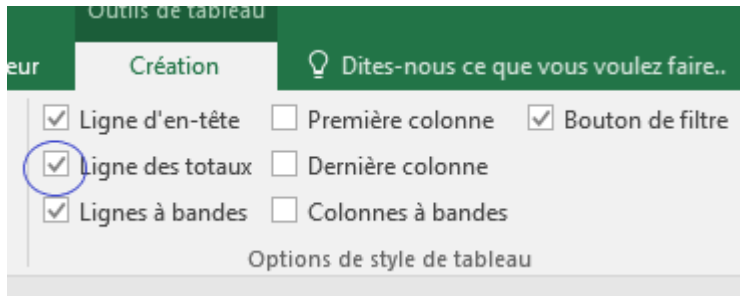 Outils de tableau
eur Création Dites-nous ce que vous voulez faire..
Ligne d'en-tête Première colonne Bouton de filtre
Ligne des totaux Dernière colonne
Lignes à bandes Colonnes à bandes
Options de style de tableau